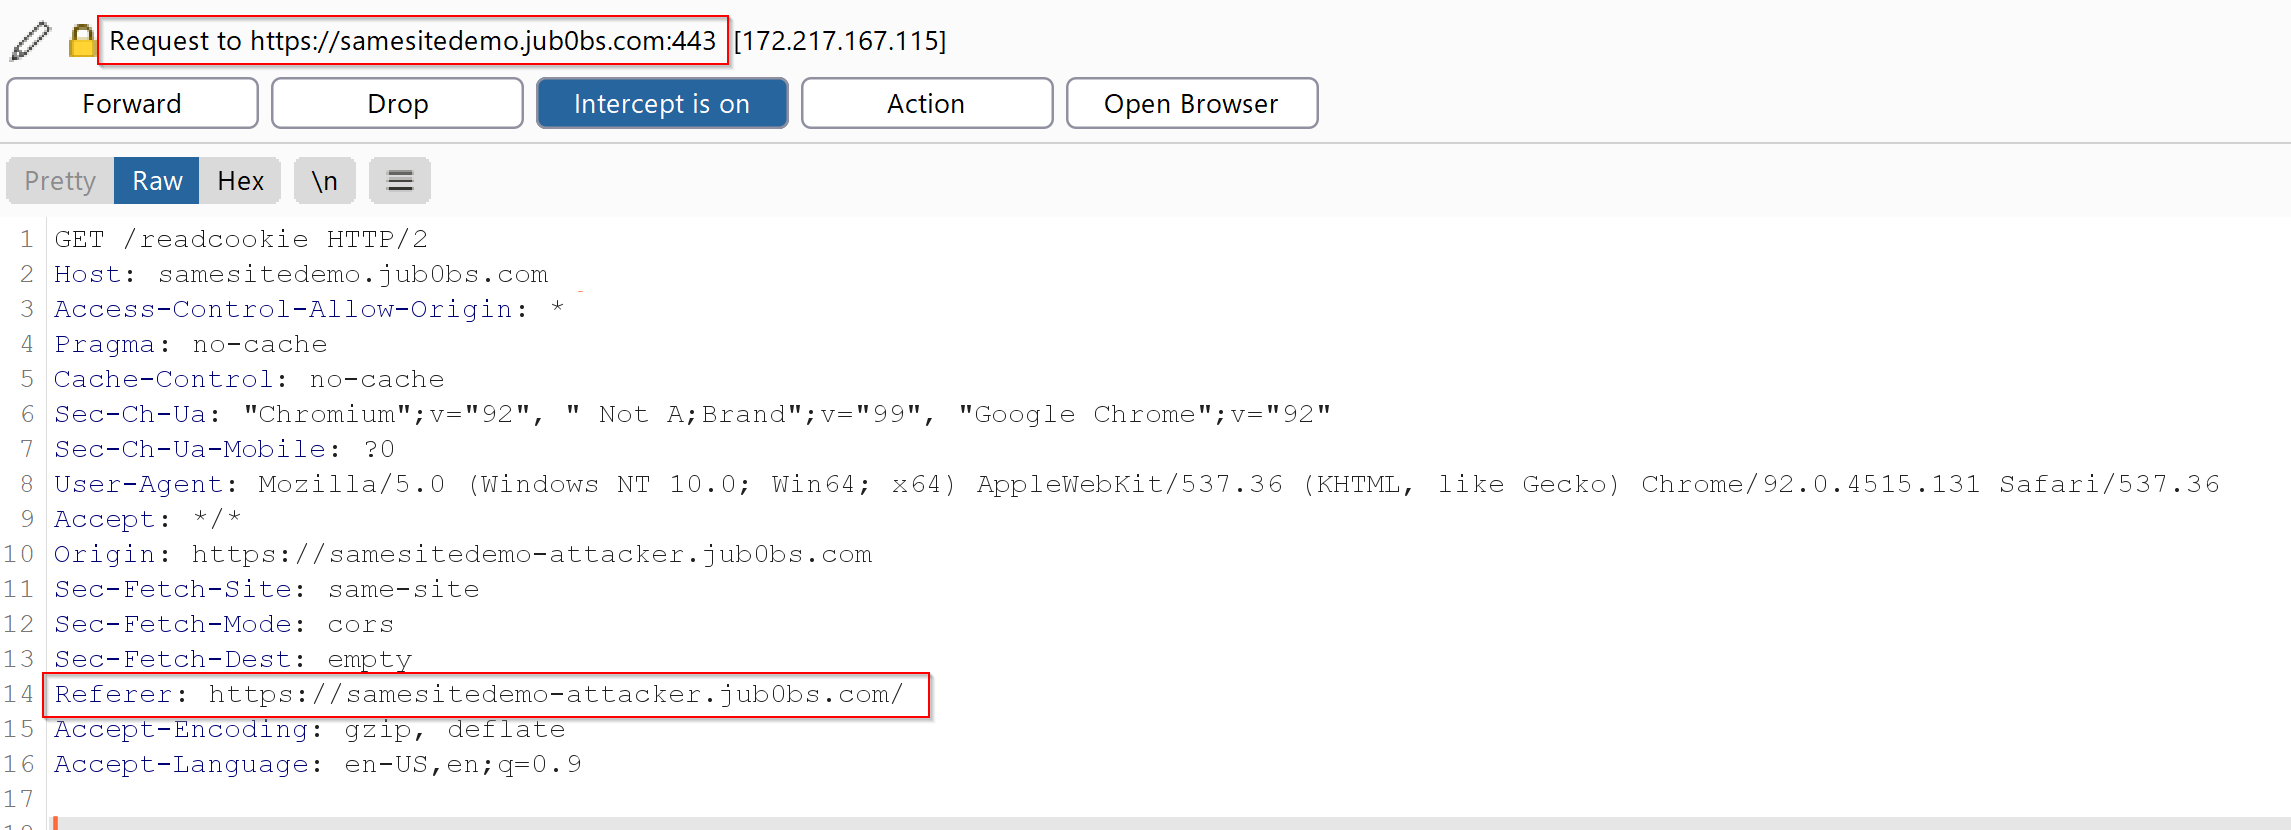 Request to https://samesitedemo.jub0bs.com:443 [172.217.167.115]
Forward Drop Intercept is on Action Open Browser
Pretty Raw Hex \n
1 GET /readcookie HTTP/2
2 Host: samesitedemo.jub0bs.com
3 Access-Control-Allow-Origin: *
4 Pragma: no-cache
5 Cache-Control: no-cache
6 Sec-Ch-Ua: "Chromium";v="92", " Not A;Brand";v="99", "Google Chrome";v="92"
7 Sec-Ch-Ua-Mobile: ?0
8 User-Agent: Mozilla/5.0 (Windows NT 10.0; Win64; x64) AppleWebKit/537.36 (KHTML, like Gecko) Chrome/92.0.4515.131 Safari/537.36
9 Accept: */*
10 Origin: https://samesitedemo-attacker.jub0bs.com
11 Sec-Fetch-Site: same-site
12 Sec-Fetch-Mode: cors
13 Sec-Fetch-Dest: empty
14 Referer: https://samesitedemo-attacker.jub0bs.com/
15 Accept-Encoding: gzip, deflate
16 Accept-Language: en-US,en;q=0.9
17